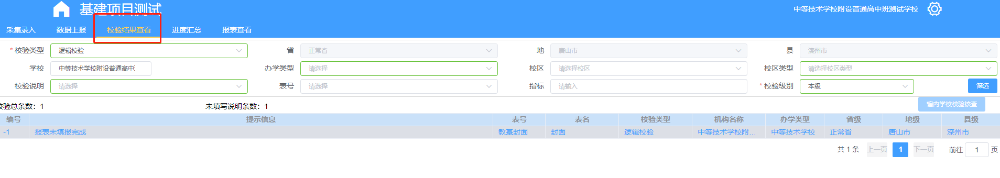 基建项目测试
中等技术学校附设普通高中班测试学校
采集录入 数据上报 校验结果查看 进度汇总 报表查看
* 校验类型 逻辑校验 省 正常省 地 唐山市 县 滦州市
学校 中等技术学校附设普通高中 办学类型 请选择 校区 请选择校区 校区类型 请选择校区类型
校验说明 请选择 表号 请选择 指标 请输入 * 校验级别 本级 筛选
验总条数：1 未填写说明条数：1 辖内学校校验核查
编号 提示信息 表号 表名 校验类型 机构名称 办学类型 省级 地级 县级
-1 报表未填报完成 教基封面 封面 逻辑校验 中等技术学校附... 中等技术学校 正常省 唐山市 滦州市
共 1 条 上一页 1 下一页 前往 1 页